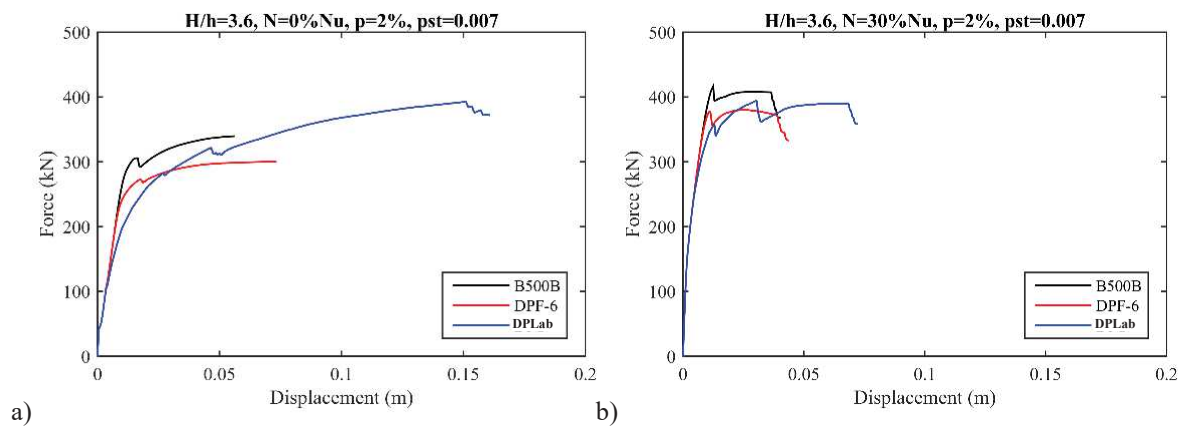 H/h=3.6, N=0%Nu, p=2%, pst=0.007
500
400
300
200
100
0
Force (kN)
0
0.05
0.1
0.15
0.2
Displacement (m)
B500B
DPF-6
DPLab
a)
H/h=3.6, N=30%Nu, p=2%, pst=0.007
500
400
300
200
100
0
Force (kN)
0
0.05
0.1
0.15
0.2
Displacement (m)
B500B
DPF-6
DPLab
b)